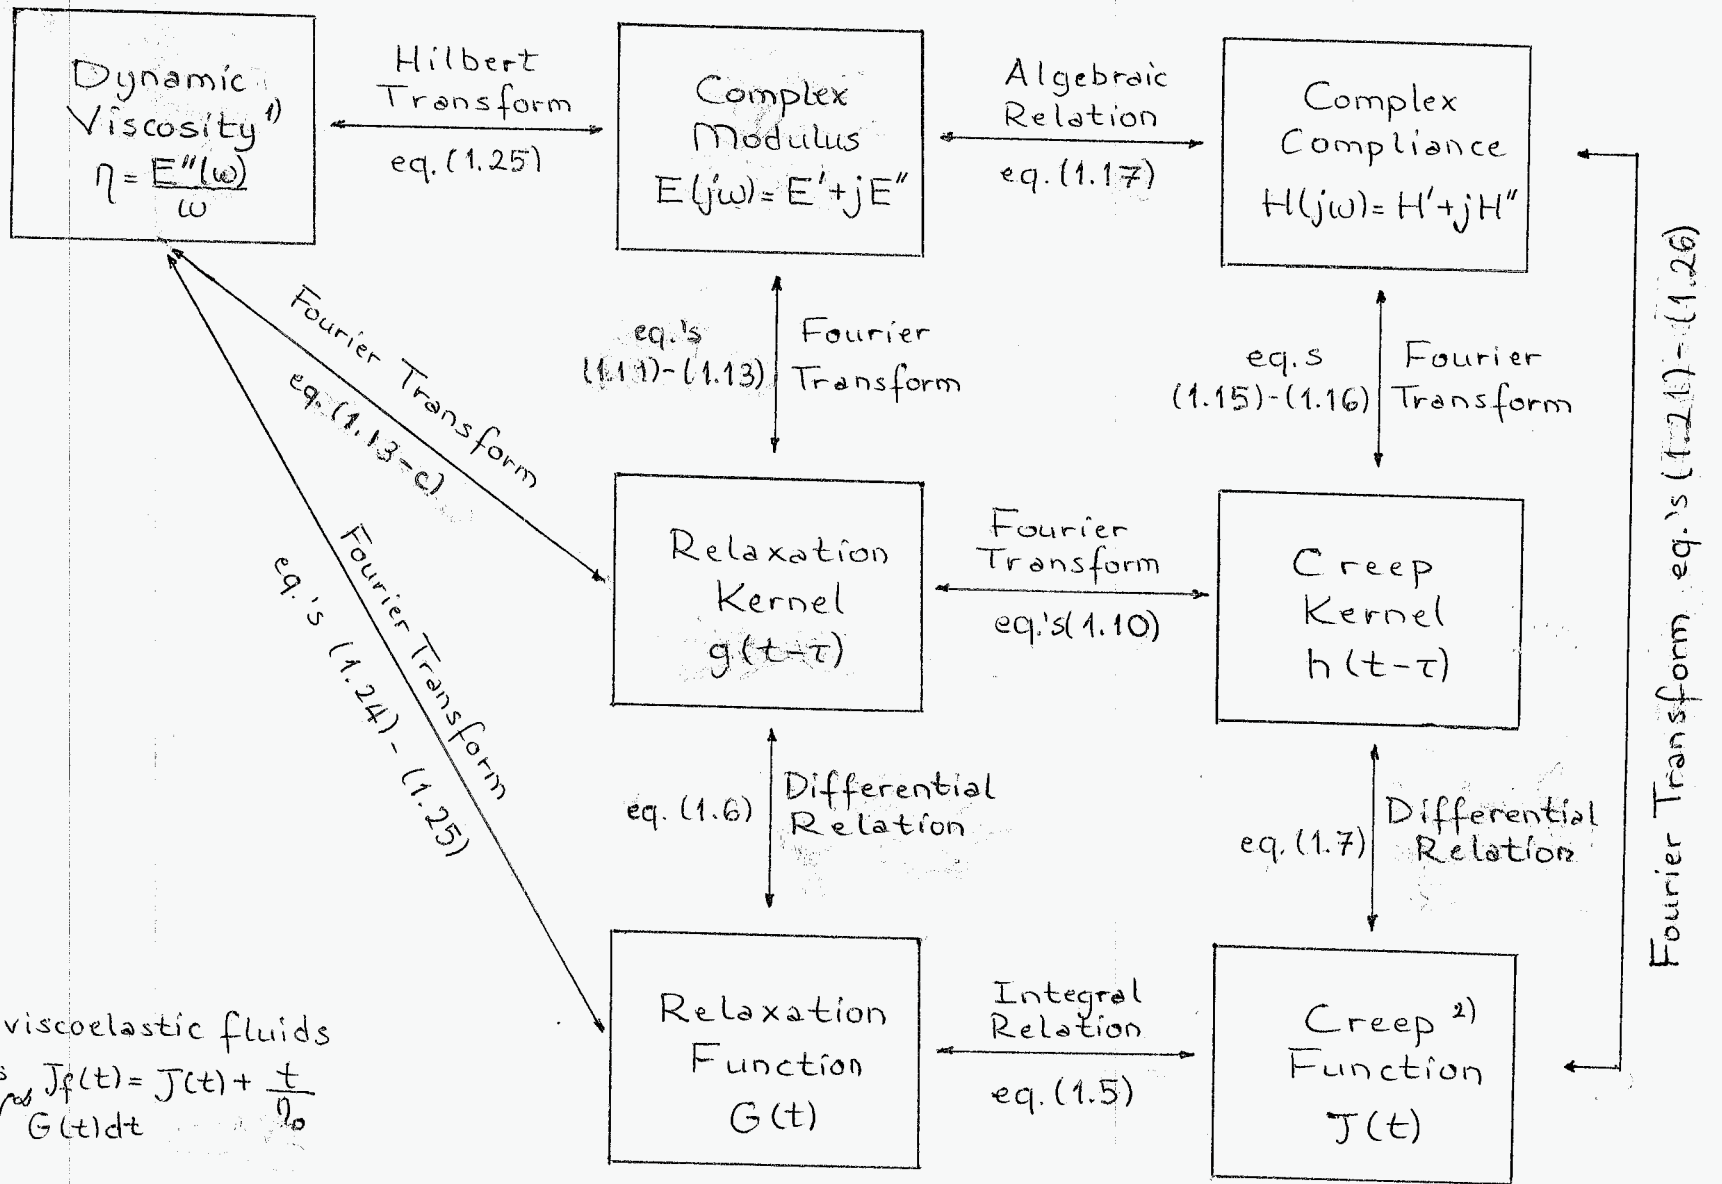 Dynamic
Viscosity 1)
η = E"(ω)
ω
Hilbert
Transform
eq. (1.25)
Complex
Modulus
E(jω) = E' + jE"
Algebraic
Relation
eq. (1.17)
Complex
Compliance
H(jω) = H' + jH"
Fourier Transform
eq. (1.13-c)
eq.'s
(1.11)-(1.13)
Fourier
Transform
eq.s
(1.15)-(1.16)
Fourier
Transform
Fourier Transform eq.'s (1.21)-(1.26)
Fourier Transform
eq.'s (1.24)-(1.25)
Relaxation
Kernel
g(t-τ)
Fourier
Transform
eq.'s(1.10)
Creep
Kernel
h(t-τ)
eq. (1.6)
Differential
Relation
eq. (1.7)
Differential
Relation
Relaxation
Function
G(t)
Integral
Relation
eq. (1.5)
Creep 2)
Function
J(t)
viscoelastic fluids
Jf(t) = J(t) + t
η₀
G(t)dt